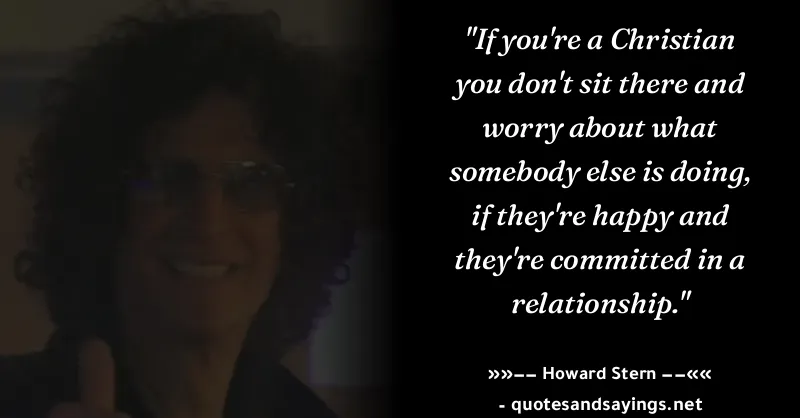 "If you're a Christian
you don't sit there and
worry about what
somebody else is doing,
if they're happy and
they're committed in a
relationship."
»»−− Howard Stern −−««
- quotesandsayings.net